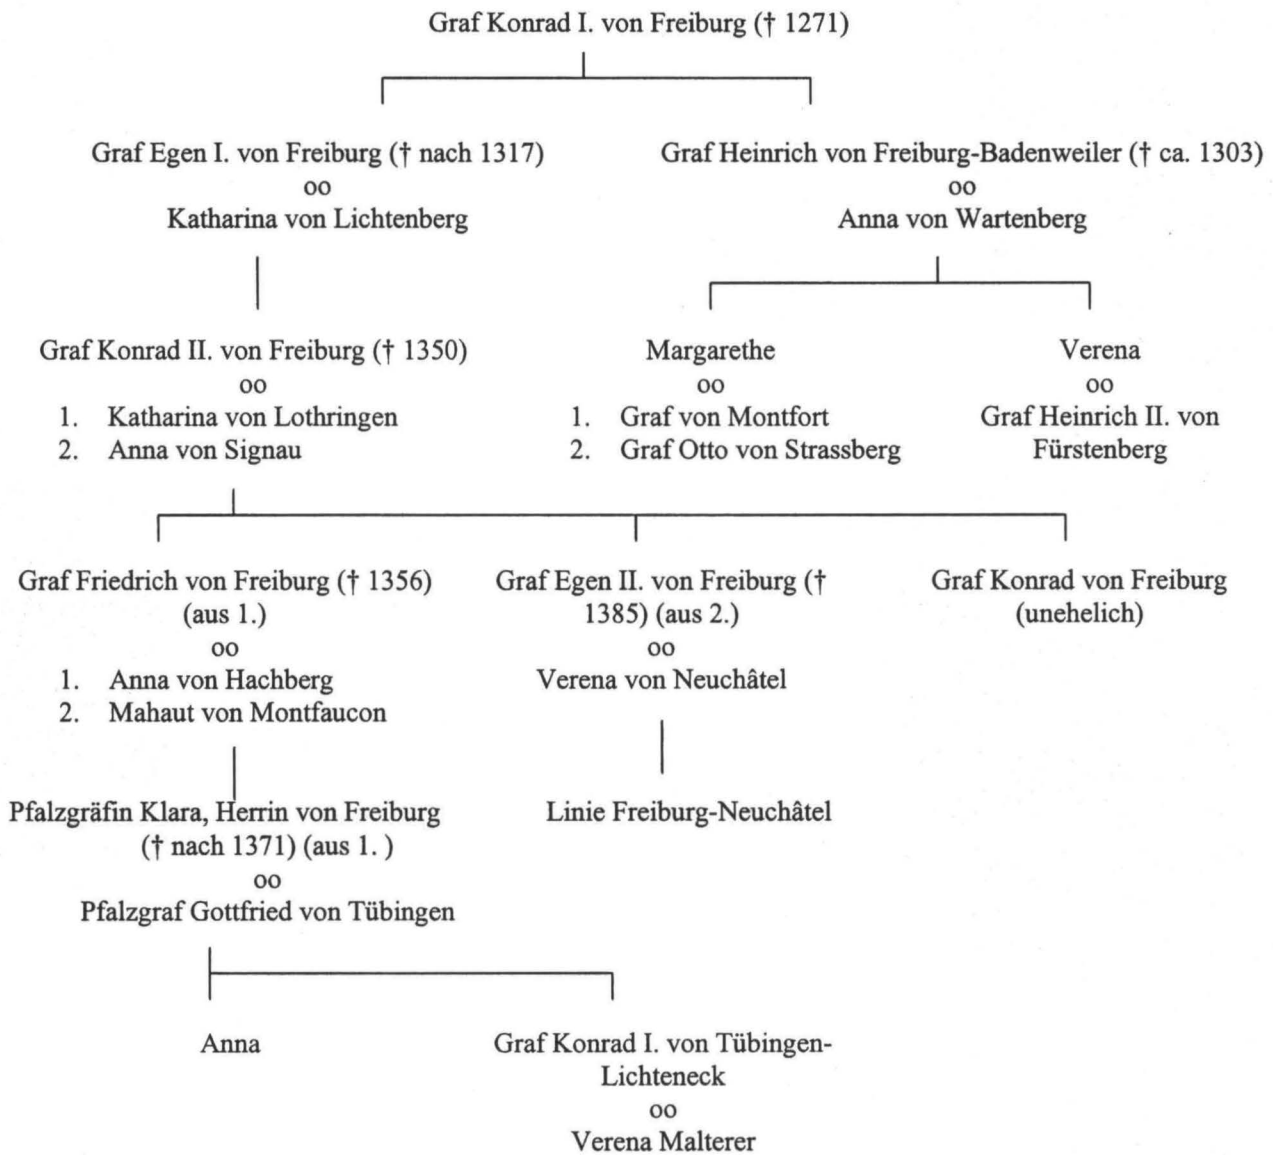 Graf Konrad I. von Freiburg († 1271)
Graf Egen I. von Freiburg († nach 1317)
oo
Katharina von Lichtenberg
Graf Heinrich von Freiburg-Badenweiler († ca. 1303)
oo
Anna von Wartenberg
Graf Konrad II. von Freiburg († 1350)
oo
1. Katharina von Lothringen
2. Anna von Signau
Margarethe
oo
1. Graf von Montfort
2. Graf Otto von Strassberg
Verena
oo
Graf Heinrich II. von
Fürstenberg
Graf Friedrich von Freiburg († 1356)
(aus 1.)
oo
1. Anna von Hachberg
2. Mahaut von Montfaucon
Graf Egen II. von Freiburg (†
1385) (aus 2.)
oo
Verena von Neuchâtel
Graf Konrad von Freiburg
(unehelich)
Pfalzgräfin Klara, Herrin von Freiburg
(† nach 1371) (aus 1. )
oo
Pfalzgraf Gottfried von Tübingen
Linie Freiburg-Neuchâtel
Anna
Graf Konrad I. von Tübingen-
Lichteneck
oo
Verena Malterer